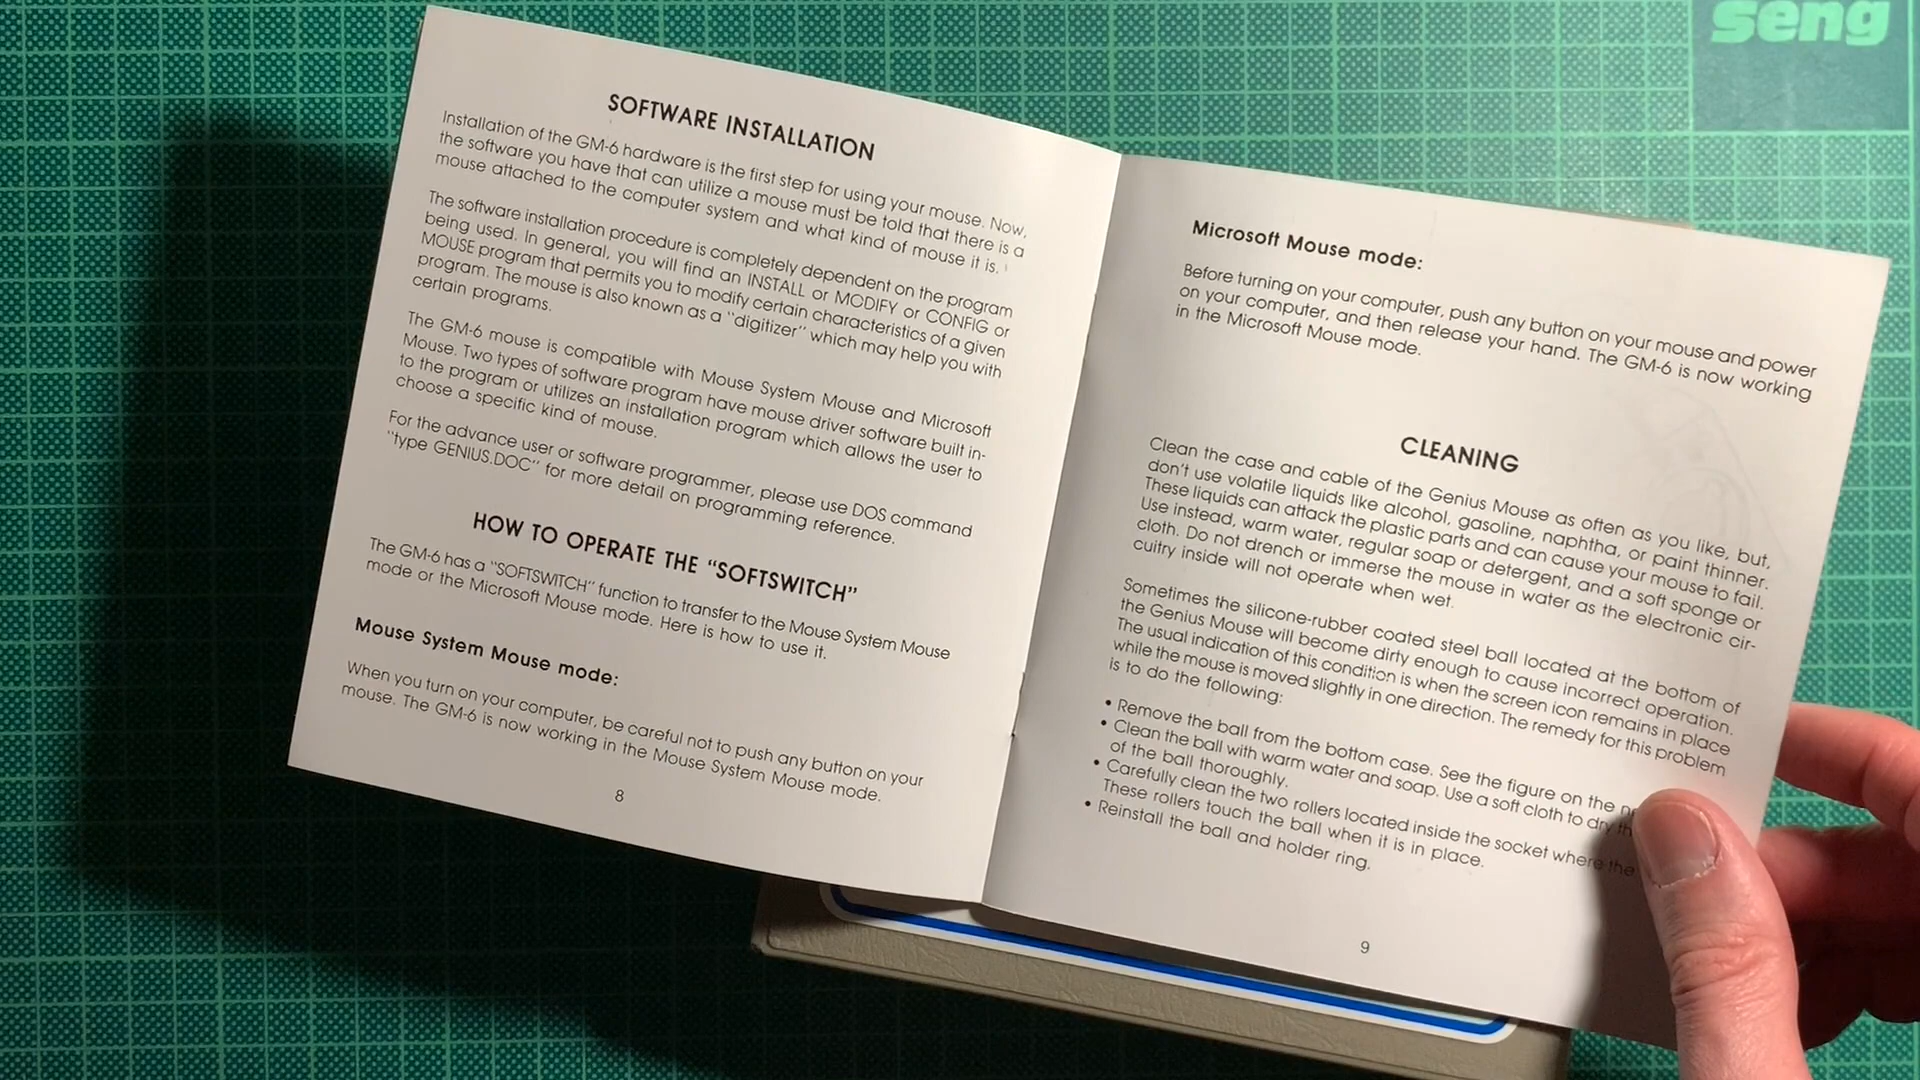 seng
SOFTWARE INSTALLATION
Installation of the GM-6 hardware is the first step for using your mouse. Now,
the software you have that can utilize a mouse must be told that there is a
mouse attached to the computer system and what kind of mouse it is.
The software installation procedure is completely dependent on the program
being used. In general, you will find an INSTALL or MCDIFY or CONFIG or
MOUSE program that permits you to modify certain characteristics of a given
program. The mouse is also known as a "digitizer" which may help you with
certain programs.
The GM-6 mouse is compatible with Mouse System Mouse and Microsoft
Mouse. Two types of software program have mouse driver software built in-
to the program or utilizes an installation program which allows the user to
choose a specific kind of mouse.
For the advance user or software programmer, please use DOS command
"type GENIUS.DOC" for more detail on programming reference.
HOW TO OPERATE THE "SOFTSWITCH"
The GM-6 has a "SOFTSWITCH" function to transfer to the Mouse System Mouse
mode or the Microsoft Mouse mode. Here is how to use it.
Mouse System Mouse mode:
When you turn on your computer, be careful not to push any button on your
mouse. The GM-6 is now working in the Mouse System Mouse mode.
8
Microsoft Mouse mode:
Before turning on your computer, push any button on your mouse and power
on your computer, and then release your hand. The GM-6 is now working
in the Microsoft Mouse mode.
CLEANING
Clean the case and cable of the Genius Mouse as often as you like, but,
don't use volatile liquids like alcohol, gasoline, naphtha, or paint thinner.
These liquids can attack the plastic parts and can cause your mouse to fail.
Use instead, warm water, regular soap or detergent, and a soft sponge or
cloth. Do not drench or immerse the mouse in water as the electronic cir-
cuitry inside will not operate when wet.
Sometimes the silicone-rubber coated steel ball located at the bottom of
the Genius Mouse will become dirty enough to cause incorrect operation.
The usual indication of this condition is when the screen icon remains in place
while the mouse is moved slightly in one direction. The remedy for this problem
is to do the following:
• Remove the ball from the bottom case. See the figure on the
• Clean the ball with warm water and soap. Use a soft cloth to dry
of the ball thoroughly.
• Carefully clean the two rollers located inside the socket where the
These rollers touch the ball when it is in place.
• Reinstall the ball and holder ring.
9